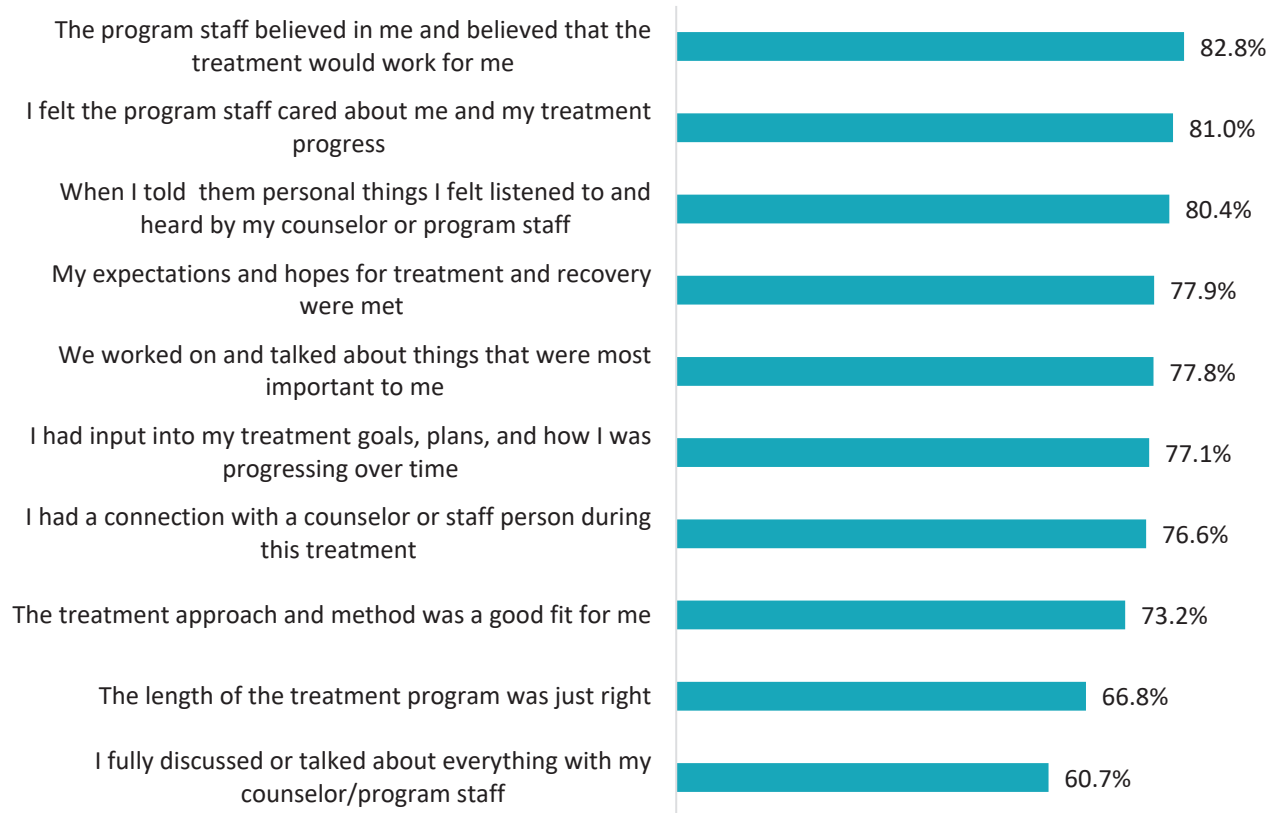 The program staff believed in me and believed that the
treatment would work for me
82.8%
I felt the program staff cared about me and my treatment
progress
81.0%
When I told  them personal things I felt listened to and
heard by my counselor or program staff
80.4%
My expectations and hopes for treatment and recovery
were met
77.9%
We worked on and talked about things that were most
important to me
77.8%
I had input into my treatment goals, plans, and how I was
progressing over time
77.1%
I had a connection with a counselor or staff person during
this treatment
76.6%
The treatment approach and method was a good fit for me
73.2%
The length of the treatment program was just right
66.8%
I fully discussed or talked about everything with my
counselor/program staff
60.7%